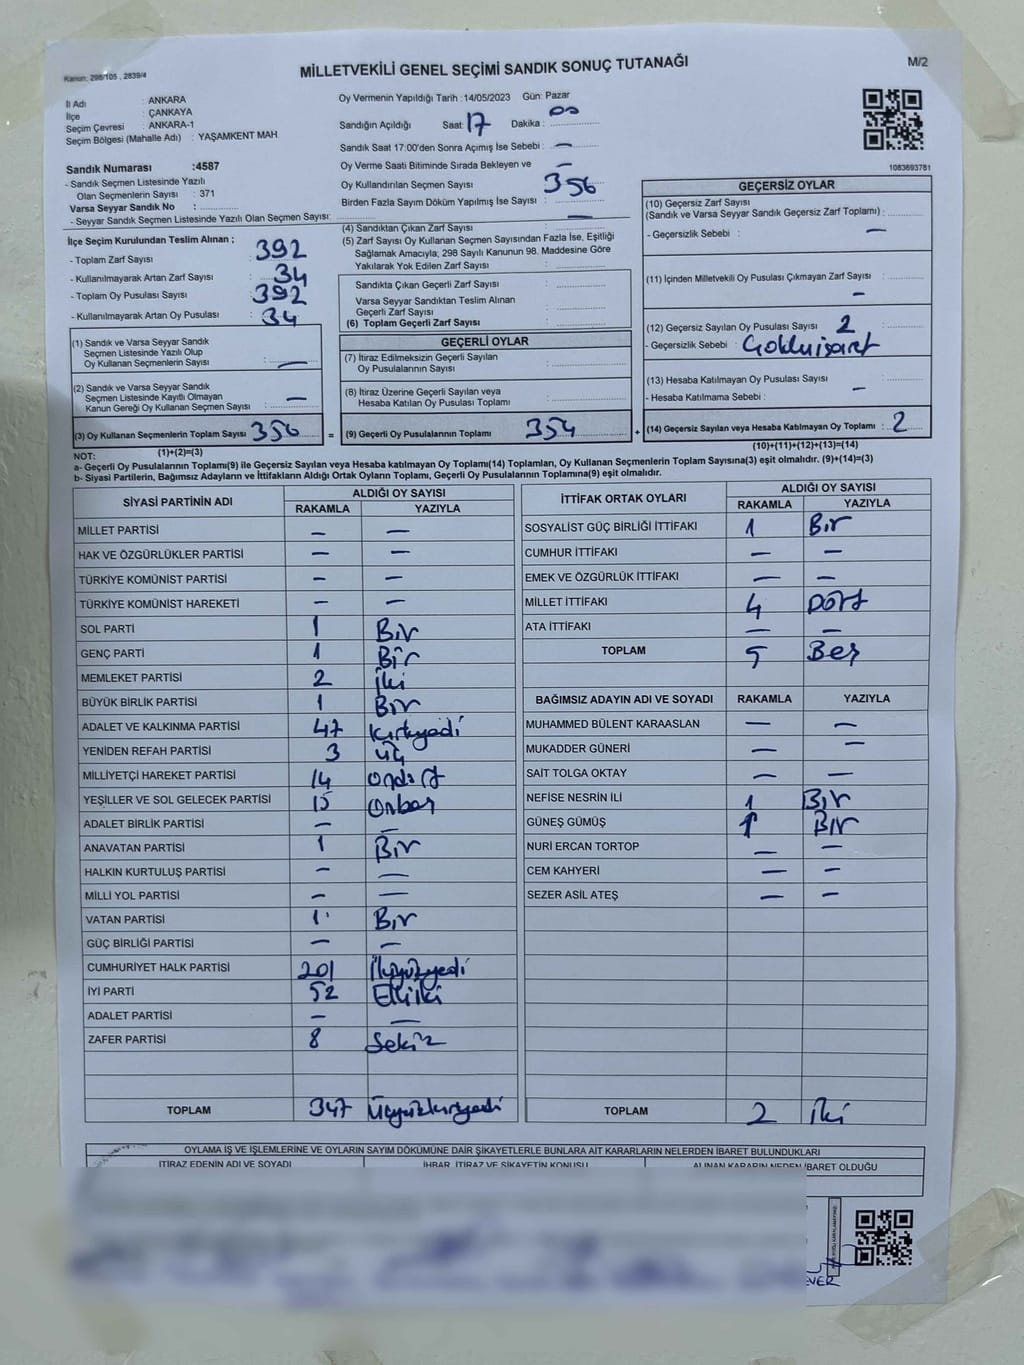 Kanun: 298/105 , 2839/4
MİLLETVEKİLİ GENEL SEÇİMİ SANDIK SONUÇ TUTANAĞI
M/2
İl Adı : ANKARA
İlçe : ÇANKAYA
Seçim Çevresi : ANKARA-1
Seçim Bölgesi (Mahalle Adı) : YAŞAMKENT MAH
Sandık Numarası :4587
- Sandık Seçmen Listesinde Yazılı
Olan Seçmenlerin Sayısı : 371
Varsa Seyyar Sandık No :
- Seyyar Sandık Seçmen Listesinde Yazılı Olan Seçmen Sayısı:
Oy Vermenin Yapıldığı Tarih :14/05/2023 Gün: Pazar
Sandığın Açıldığı Saat: 17 Dakika : 00
Sandık Saat 17:00'den Sonra Açımış İse Sebebi : —
Oy Verme Saati Bitiminde Sırada Bekleyen ve —
Oy Kullandırılan Seçmen Sayısı 356
Birden Fazla Sayım Döküm Yapılmış İse Sayısı : —
1083693781
İlçe Seçim Kurulundan Teslim Alınan ;
- Toplam Zarf Sayısı : 392
- Kullanılmayarak Artan Zarf Sayısı : 34
- Toplam Oy Pusulası Sayısı : 392
- Kullanılmayarak Artan Oy Pusulası : 34
(1) Sandık ve Varsa Seyyar Sandık
Seçmen Listesinde Yazılı Olup
Oy Kullanan Seçmenlerin Sayısı : —
(2) Sandık ve Varsa Seyyar Sandık
Seçmen Listesinde Kayıtlı Olmayan
Kanun Gereği Oy Kullanan Seçmen Sayısı : —
(3) Oy Kullanan Seçmenlerin Toplam Sayısı : 356 =
(1)+(2)=(3)
(4) Sandıktan Çıkan Zarf Sayısı :
(5) Zarf Sayısı Oy Kullanan Seçmen Sayısından Fazla İse, Eşitliği
Sağlamak Amacıyla; 298 Sayılı Kanunun 98. Maddesine Göre
Yakılarak Yok Edilen Zarf Sayısı :
Sandıkta Çıkan Geçerli Zarf Sayısı :
Varsa Seyyar Sandıktan Teslim Alınan
Geçerli Zarf Sayısı :
(6) Toplam Geçerli Zarf Sayısı :
GEÇERLİ OYLAR
(7) İtiraz Edilmeksizin Geçerli Sayılan
Oy Pusulalarının Sayısı :
(8) İtiraz Üzerine Geçerli Sayılan veya
Hesaba Katılan Oy Pusulası Toplamı :
(9) Geçerli Oy Pusulalarının Toplamı : 354 +
GEÇERSİZ OYLAR
(10) Geçersiz Zarf Sayısı
(Sandık ve Varsa Seyyar Sandık Geçersiz Zarf Toplamı) :
- Geçersizlik Sebebi : —
(11) İçinden Milletvekili Oy Pusulası Çıkmayan Zarf Sayısı :
—
(12) Geçersiz Sayılan Oy Pusulası Sayısı 2 :
- Geçersizlik Sebebi :
(13) Hesaba Katılmayan Oy Pusulası Sayısı :
- Hesaba Katılmama Sebebi : —
(14) Geçersiz Sayılan veya Hesaba Katılmayan Oy Toplamı : 2
(10)+(11)+(12)+(13)=(14)
NOT:
a- Geçerli Oy Pusulalarının Toplamı(9) ile Geçersiz Sayılan veya Hesaba katılmayan Oy Toplamı(14) Toplamları, Oy Kullanan Seçmenlerin Toplam Sayısına(3) eşit olmalıdır. (9)+(14)=(3)
b- Siyasi Partilerin, Bağımsız Adayların ve İttifakların Aldığı Ortak Oyların Toplamı, Geçerli Oy Pusulalarının Toplamına(9) eşit olmalıdır.
SİYASİ PARTİNİN ADI
ALDIĞI OY SAYISI
RAKAMLA YAZIYLA
MİLLET PARTİSİ — —
HAK VE ÖZGÜRLÜKLER PARTİSİ — —
TÜRKİYE KOMÜNİST PARTİSİ — —
TÜRKİYE KOMÜNİST HAREKETİ — —
SOL PARTİ 1 Bir
GENÇ PARTİ 1 Bir
MEMLEKET PARTİSİ 2 iki
BÜYÜK BİRLİK PARTİSİ 1 Bir
ADALET VE KALKINMA PARTİSİ 47 kırkyedi
YENİDEN REFAH PARTİSİ 3 üç
MİLLİYETÇİ HAREKET PARTİSİ 14 ondört
YEŞİLLER VE SOL GELECEK PARTİSİ 15 Onbeş
ADALET BİRLİK PARTİSİ — —
ANAVATAN PARTİSİ 1 Bir
HALKIN KURTULUŞ PARTİSİ — —
MİLLİ YOL PARTİSİ — —
VATAN PARTİSİ 1 Bir
GÜÇ BİRLİĞİ PARTİSİ — —
CUMHURİYET HALK PARTİSİ 201 İkiyüzyedi
İYİ PARTİ 52 Elliiki
ADALET PARTİSİ — —
ZAFER PARTİSİ 8 Sekiz
TOPLAM 347 Üçyüzkırkyedi
İTTİFAK ORTAK OYLARI
ALDIĞI OY SAYISI
RAKAMLA YAZIYLA
SOSYALİST GÜÇ BİRLİĞİ İTTİFAKI 1 Bir
CUMHUR İTTİFAKI — —
EMEK VE ÖZGÜRLÜK İTTİFAKI — —
MİLLET İTTİFAKI 4 Dört
ATA İTTİFAKI — —
TOPLAM 5 Beş
BAĞIMSIZ ADAYIN ADI VE SOYADI RAKAMLA YAZIYLA
MUHAMMED BÜLENT KARAASLAN — —
MUKADDER GÜNERİ — —
SAİT TOLGA OKTAY — —
NEFİSE NESRİN İLİ 1 Bir
GÜNEŞ GÜMÜŞ 1 Bir
NURİ ERCAN TORTOP — —
CEM KAHYERİ — —
SEZER ASİL ATEŞ — —
TOPLAM 2 iki
OYLAMA İŞ VE İŞLEMLERİNE VE OYLARIN SAYIM DÖKÜMÜNE DAİR ŞİKAYETLERLE BUNLARA AİT KARARLARIN NELERDEN İBARET BULUNDUKLARI
İTİRAZ EDENİN ADI VE SOYADI İHBAR, İTİRAZ VE ŞİKAYETİN KONUSU ALINAN KARARIN NEDEN İBARET OLDUĞU